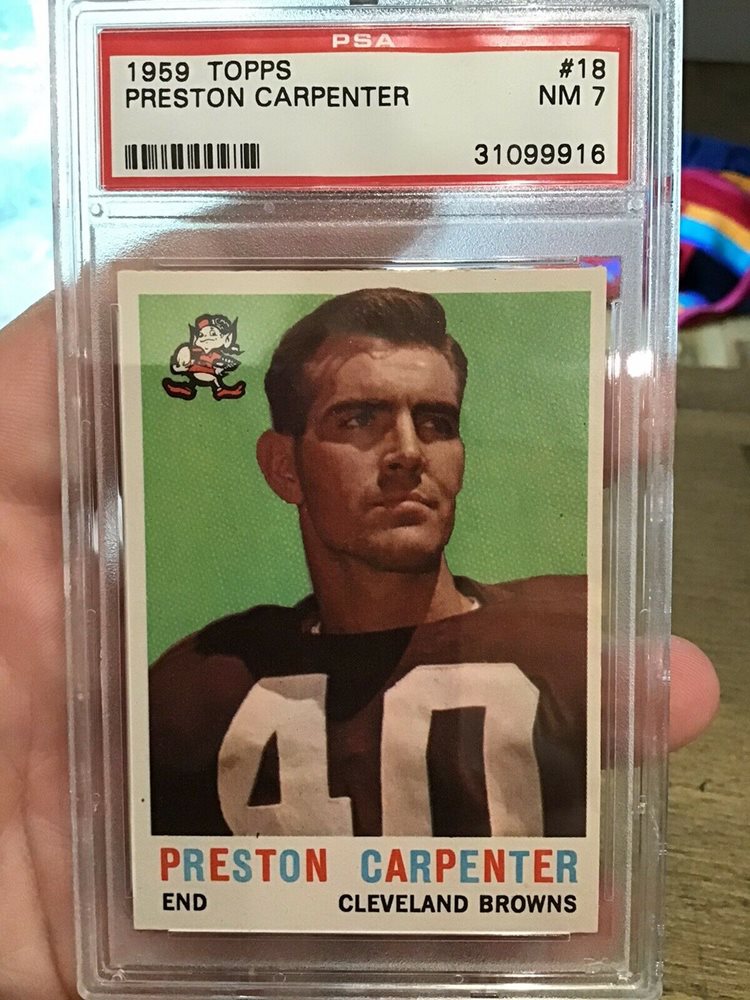 PSA
1959 TOPPS #18
PRESTON CARPENTER NM 7
31099916
40
PRESTON CARPENTER
END CLEVELAND BROWNS